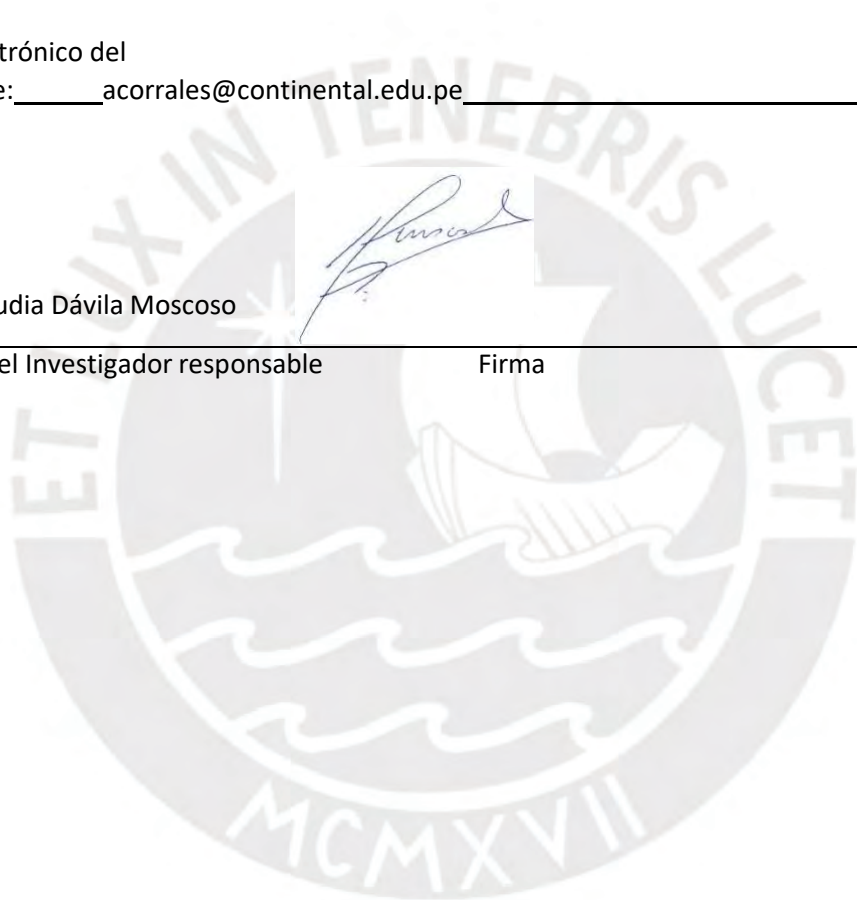 trónico del
e: acorrales@continental.edu.pe
udia Dávila Moscoso
el Investigador responsable Firma
ET LUX IN TENEBRIS LUCET
MCMXVII